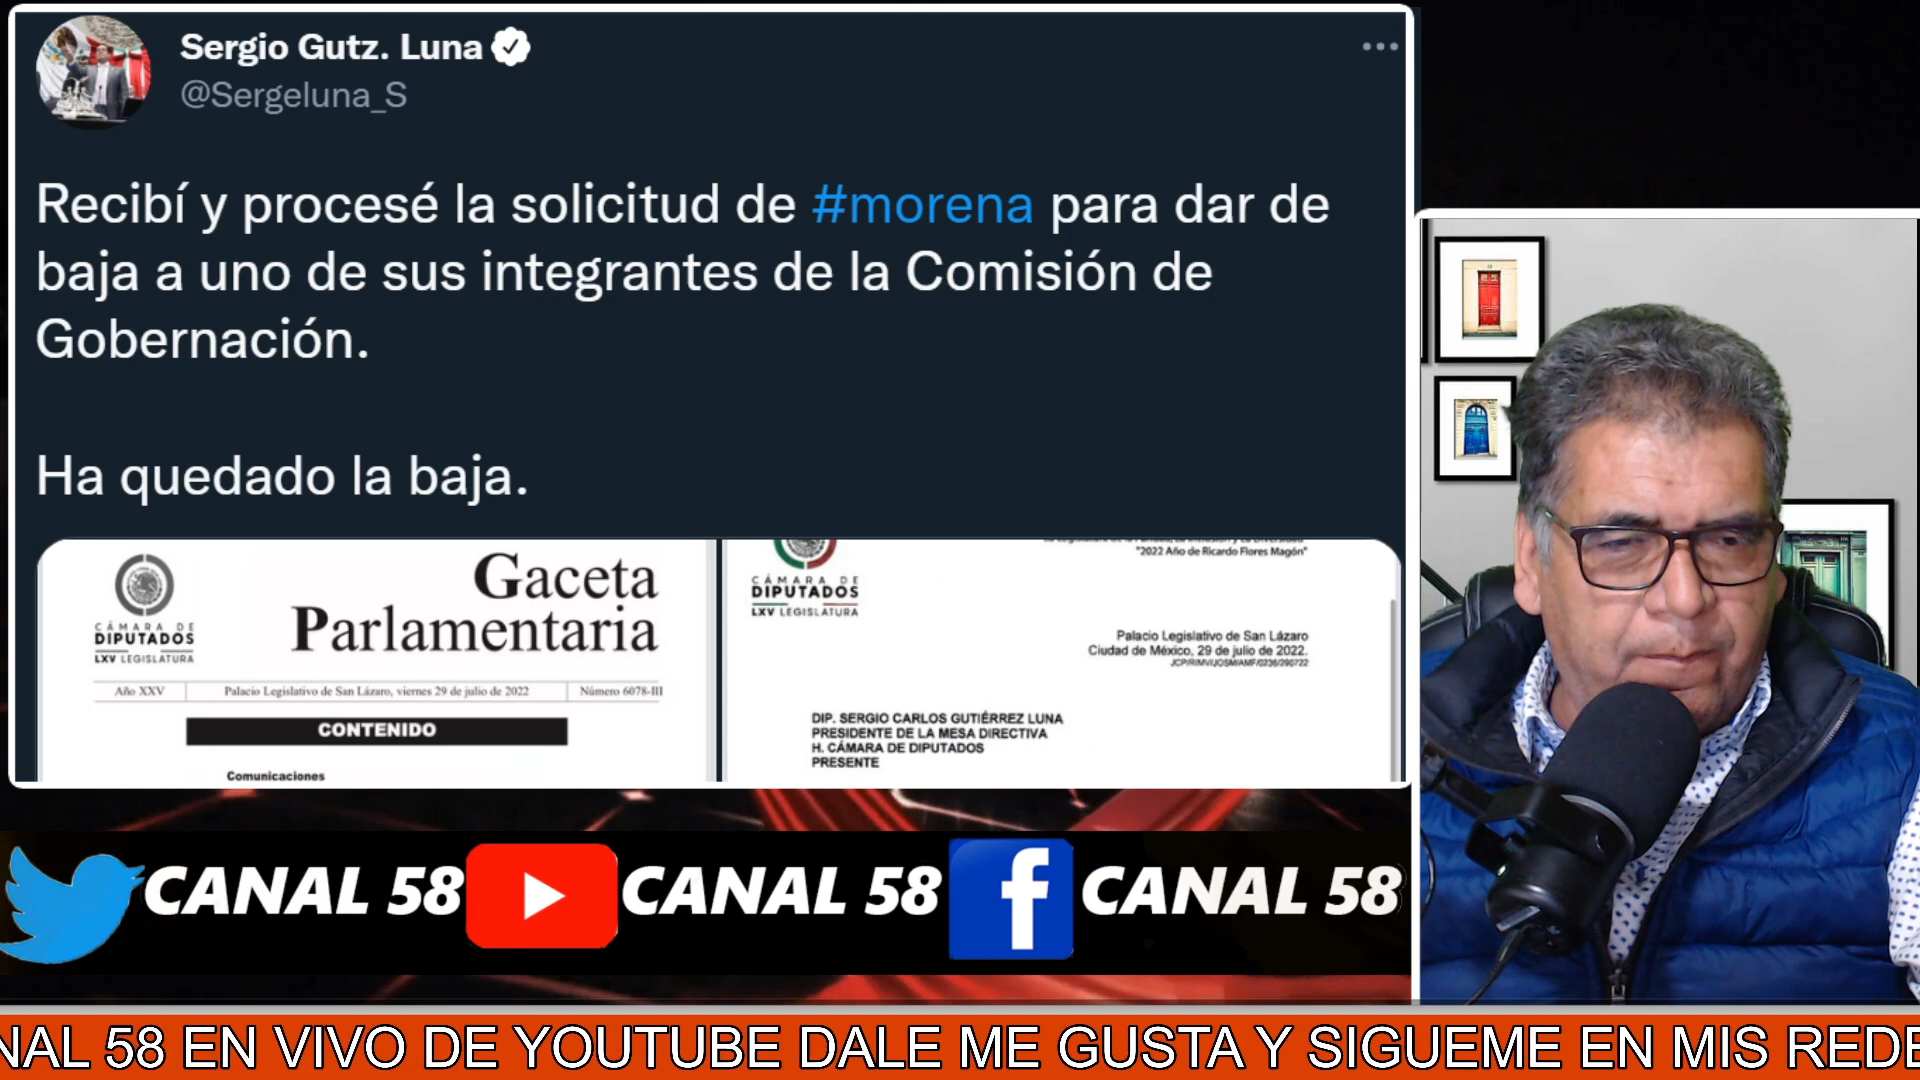 Sergio Gutz. Luna
@Sergeluna_S
Recibí y procesé la solicitud de #morena para dar de
baja a uno de sus integrantes de la Comisión de
Gobernación.
Ha quedado la baja.
CÁMARA DE
DIPUTADOS
LXV LEGISLATURA
Gaceta
Parlamentaria
Año XXV
Palacio Legislativo de San Lázaro, viernes 29 de julio de 2022
Número 6078-III
CONTENIDO
Comunicaciones
CÁMARA DE
DIPUTADOS
LXV LEGISLATURA
"2022 Año de Ricardo Flores Magón"
Palacio Legislativo de San Lázaro
Ciudad de México, 29 de julio de 2022.
DIP. SERGIO CARLOS GUTIÉRREZ LUNA
PRESIDENTE DE LA MESA DIRECTIVA
H. CÁMARA DE DIPUTADOS
PRESENTE
CANAL 58
CANAL 58
CANAL 58
NAL 58 EN VIVO DE YOUTUBE DALE ME GUSTA Y SIGUEME EN MIS REDE